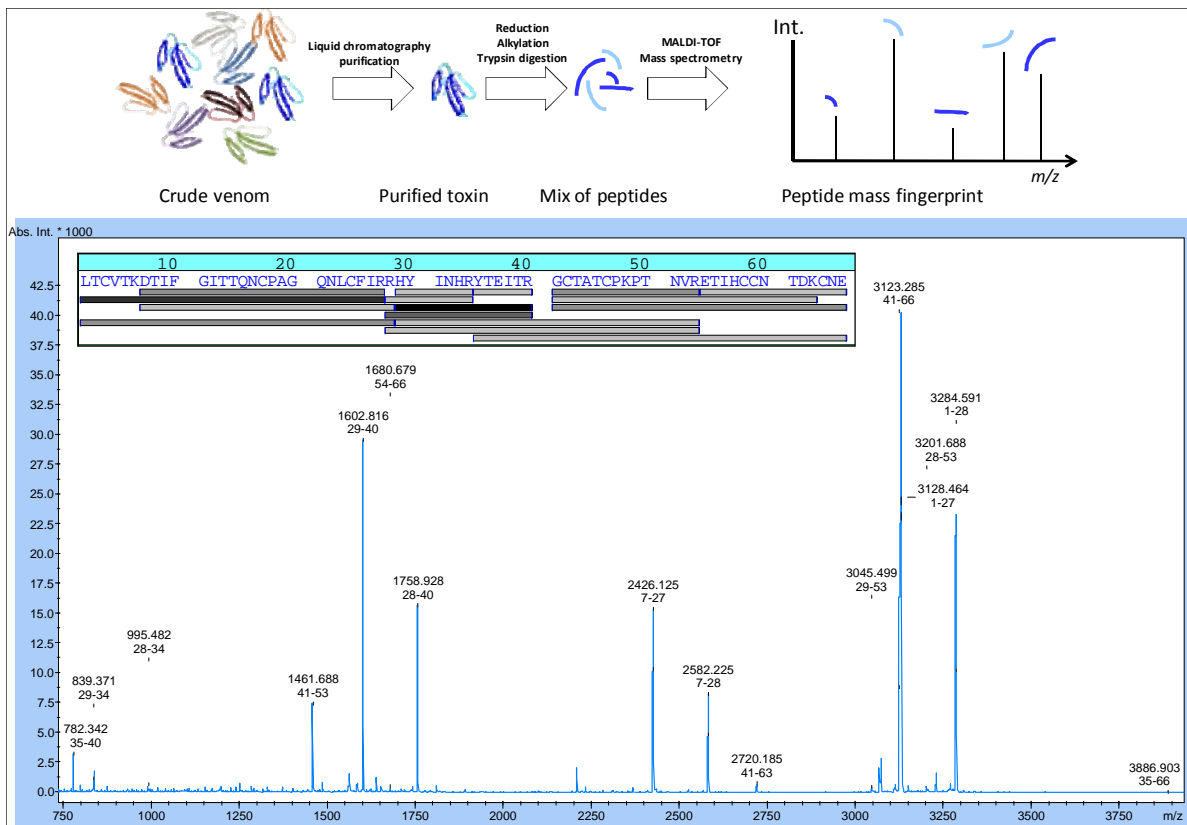 Liquid chromatography
purification
Reduction
Alkylation
Trypsin digestion
MALDI-TOF
Mass spectrometry
Int.
m/z
Crude venom
Purified toxin
Mix of peptides
Peptide mass fingerprint
Abs. Int. * 1000
10 20 30 40 50 60
LTCVTKDTIF GITTQNCPAG QNLCFIRRHY INHRYTEITR GCTATCPKPT NVRETIHCCN TDKCNE
42.5
40.0
37.5
35.0
32.5
30.0
27.5
25.0
22.5
20.0
17.5
15.0
12.5
10.0
7.5
5.0
2.5
0.0
782.342
35-40
839.371
29-34
995.482
28-34
1461.688
41-53
1602.816
29-40
1680.679
54-66
1758.928
28-40
2426.125
7-27
2582.225
7-28
2720.185
41-63
3045.499
29-53
3123.285
41-66
3284.591
1-28
3201.688
28-53
3128.464
1-27
3886.903
35-66
750 1000 1250 1500 1750 2000 2250 2500 2750 3000 3250 3500 3750 m/z